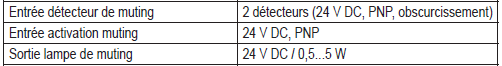 Entrée détecteur de muting 2 détecteurs (24 V DC, PNP, obscurcissement)
Entrée activation muting 24 V DC, PNP
Sortie lampe de muting 24 V DC / 0,5...5 W